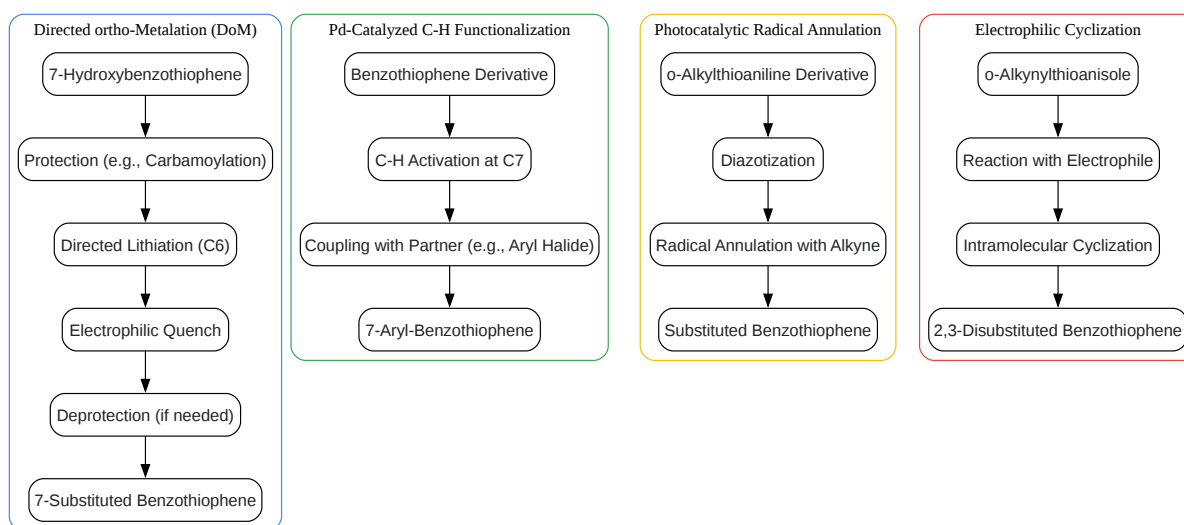 Directed ortho-Metalation (DoM)
7-Hydroxybenzothiophene
Protection (e.g., Carbamoylation)
Directed Lithiation (C6)
Electrophilic Quench
Deprotection (if needed)
7-Substituted Benzothiophene
Pd-Catalyzed C-H Functionalization
Benzothiophene Derivative
C-H Activation at C7
Coupling with Partner (e.g., Aryl Halide)
7-Aryl-Benzothiophene
Photocatalytic Radical Annulation
o-Alkylthioaniline Derivative
Diazotization
Radical Annulation with Alkyne
Substituted Benzothiophene
Electrophilic Cyclization
o-Alkynylthioanisole
Reaction with Electrophile
Intramolecular Cyclization
2,3-Disubstituted Benzothiophene